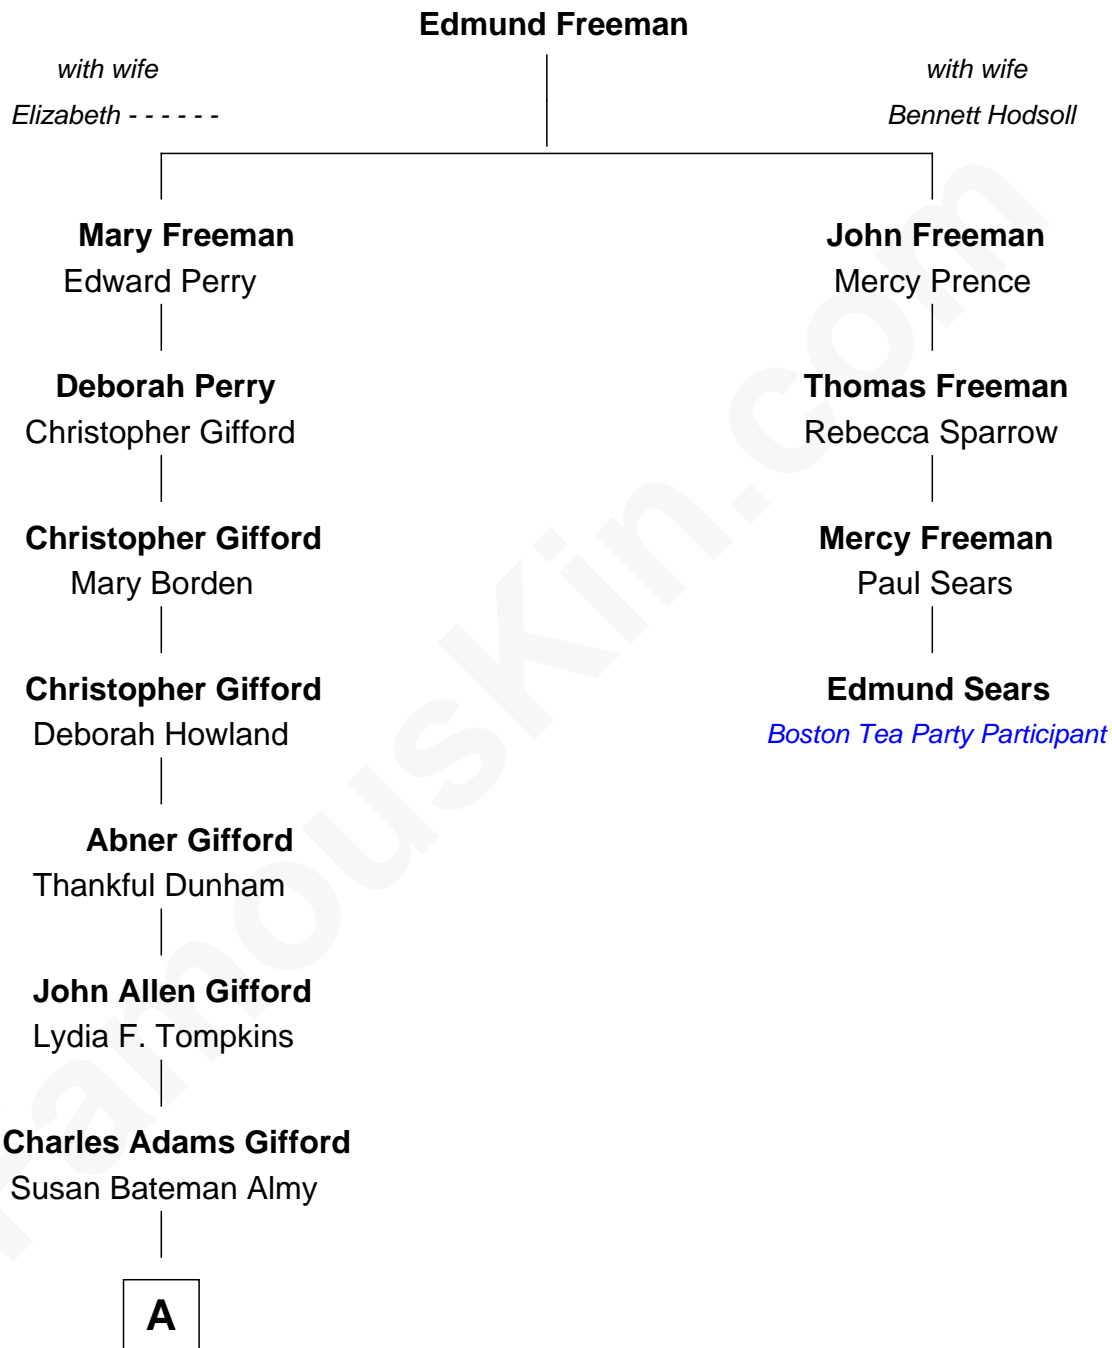 Edmund Freeman
with wife
Elizabeth - - - - - -
with wife
Bennett Hodsoll
Mary Freeman
Edward Perry
John Freeman
Mercy Prence
Deborah Perry
Christopher Gifford
Thomas Freeman
Rebecca Sparrow
Christopher Gifford
Mary Borden
Mercy Freeman
Paul Sears
Christopher Gifford
Deborah Howland
Edmund Sears
Boston Tea Party Participant
Abner Gifford
Thankful Dunham
John Allen Gifford
Lydia F. Tompkins
Charles Adams Gifford
Susan Bateman Almy
A
FamousKin.com